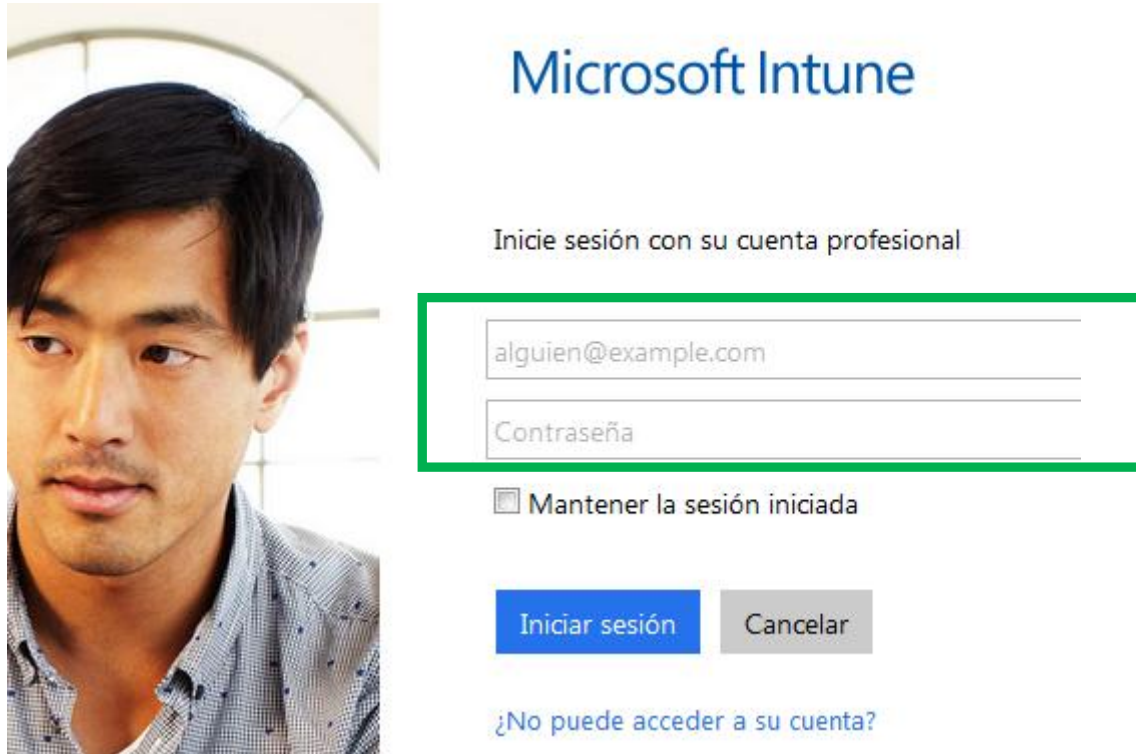 Microsoft Intune
Inicie sesión con su cuenta profesional
alguien@example.com
Contraseña
Mantener la sesión iniciada
Iniciar sesión
Cancelar
¿No puede acceder a su cuenta?